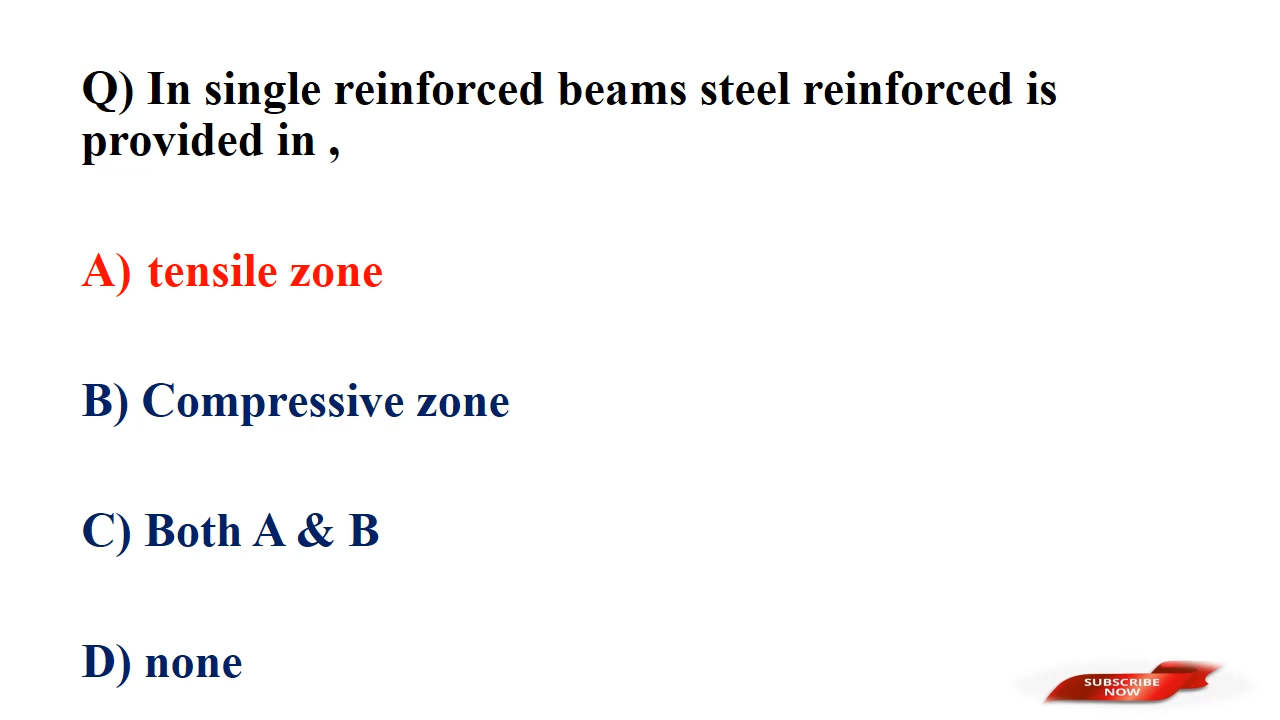 Q) In single reinforced beams steel reinforced is
provided in ,
A) tensile zone
B) Compressive zone
C) Both A & B
D) none
SUBSCRIBE
NOW